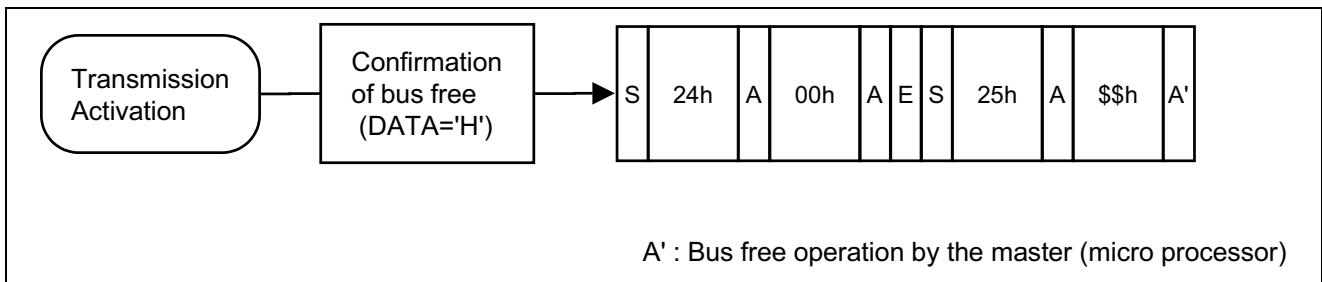 Transmission
Activation
Confirmation
of bus free
(DATA='H')
S 24h A 00h A E S 25h A $$h A'
A' : Bus free operation by the master (micro processor)